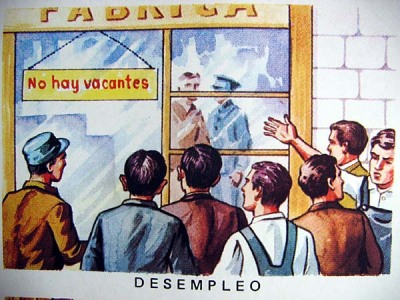 FABRICA
No hay vacantes
DESEMPLEO